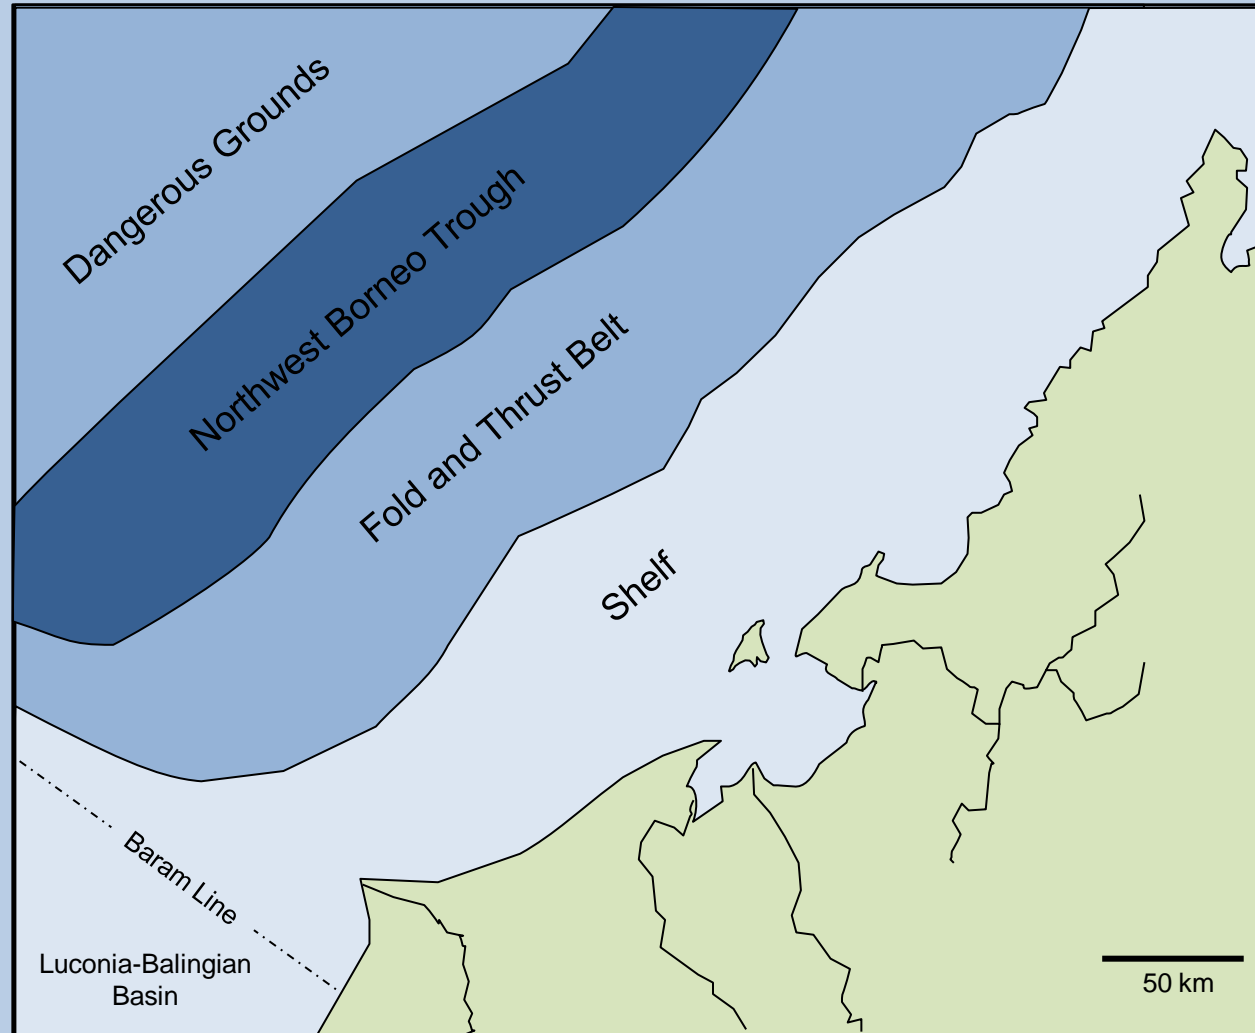 Dangerous Grounds
Northwest Borneo Trough
Fold and Thrust Belt
Shelf
Baram Line
Luconia-Balingian
Basin
50 km